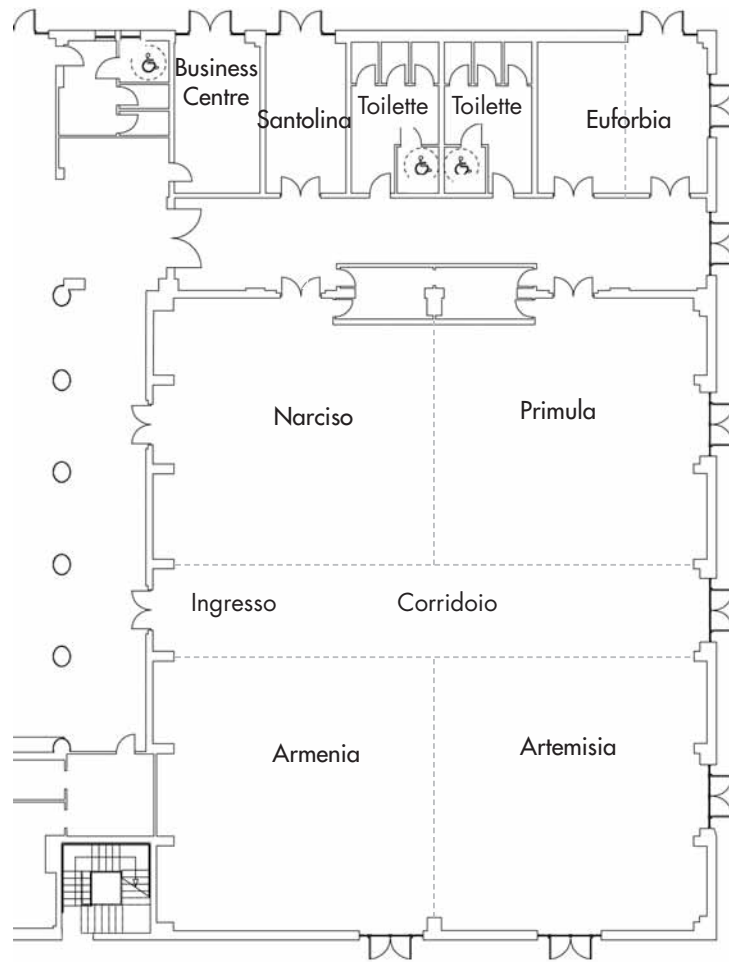 Business
Centre
Santolina
Toilette
Toilette
Euforbia
Narciso
Primula
Ingresso
Corridoio
Armenia
Artemisia